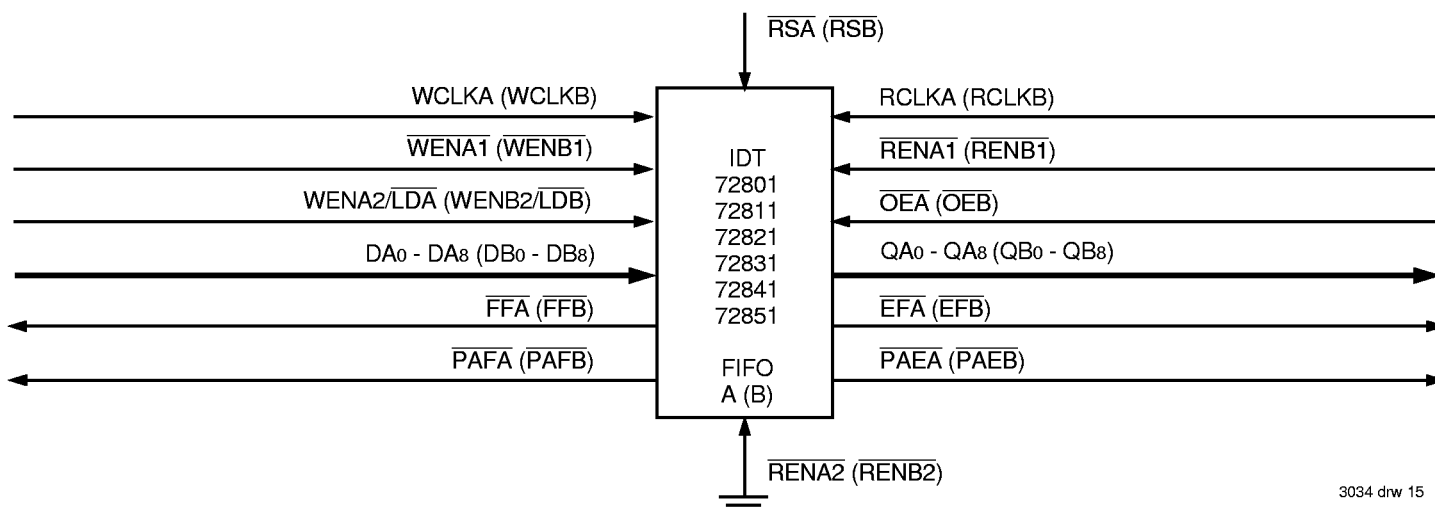 RSA (RSB)
WCLKA (WCLKB)
RCLKA (RCLKB)
WENA1 (WENB1)
RENA1 (RENB1)
WENA2/LDA (WENB2/LDB)
OEA (OEB)
DA0 - DA8 (DB0 - DB8)
QA0 - QA8 (QB0 - QB8)
FFA (FFB)
EFA (EFB)
PAFA (PAFB)
PAEA (PAEB)
IDT
72801
72811
72821
72831
72841
72851
FIFO
A (B)
RENA2 (RENB2)
3034 drw 15